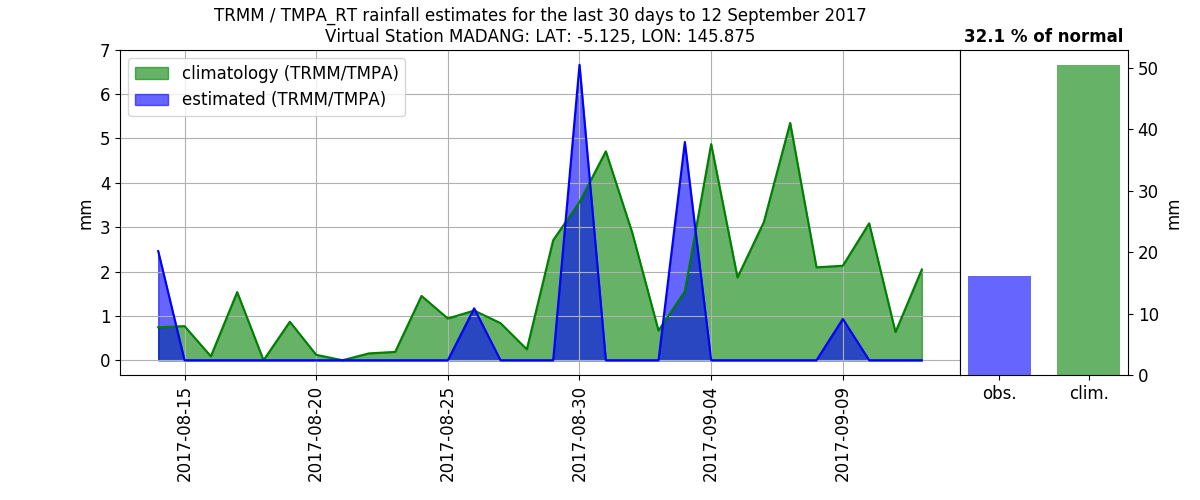 TRMM / TMPA_RT rainfall estimates for the last 30 days to 12 September 2017
Virtual Station MADANG: LAT: -5.125, LON: 145.875
32.1 % of normal
climatology (TRMM/TMPA)
estimated (TRMM/TMPA)
7
6
5
4
3
2
1
0
mm
2017-08-15
2017-08-20
2017-08-25
2017-08-30
2017-09-04
2017-09-09
50
40
30
20
10
0
mm
obs.
clim.